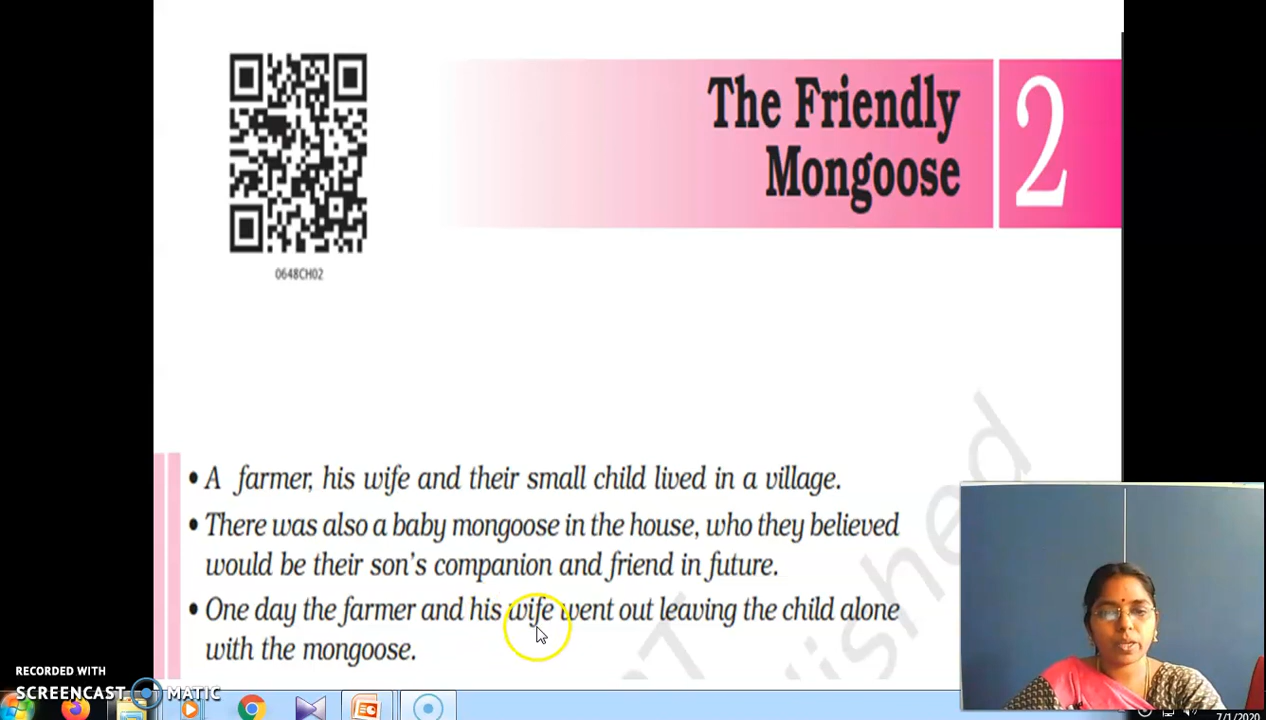 The Friendly
Mongoose
2
0648CH02
• A farmer, his wife and their small child lived in a village.
• There was also a baby mongoose in the house, who they believed
would be their son's companion and friend in future.
• One day the farmer and his wife went out leaving the child alone
with the mongoose.
RECORDED WITH
SCREENCAST MATIC
7/1/2020